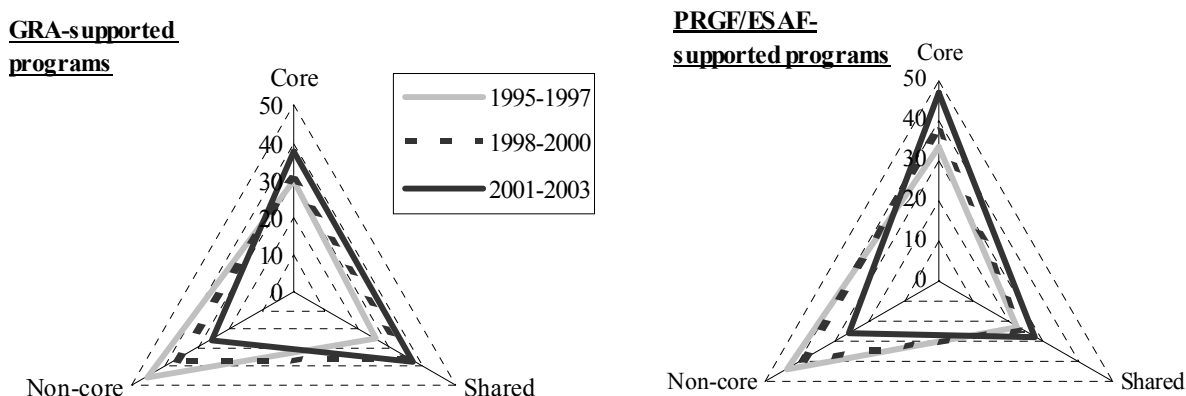 GRA-supported
programs
Core
50
40
30
20
10
0
Non-core
Shared
1995-1997
1998-2000
2001-2003
PRGF/ESAF-
supported programs
Core
50
40
30
20
10
0
Non-core
Shared